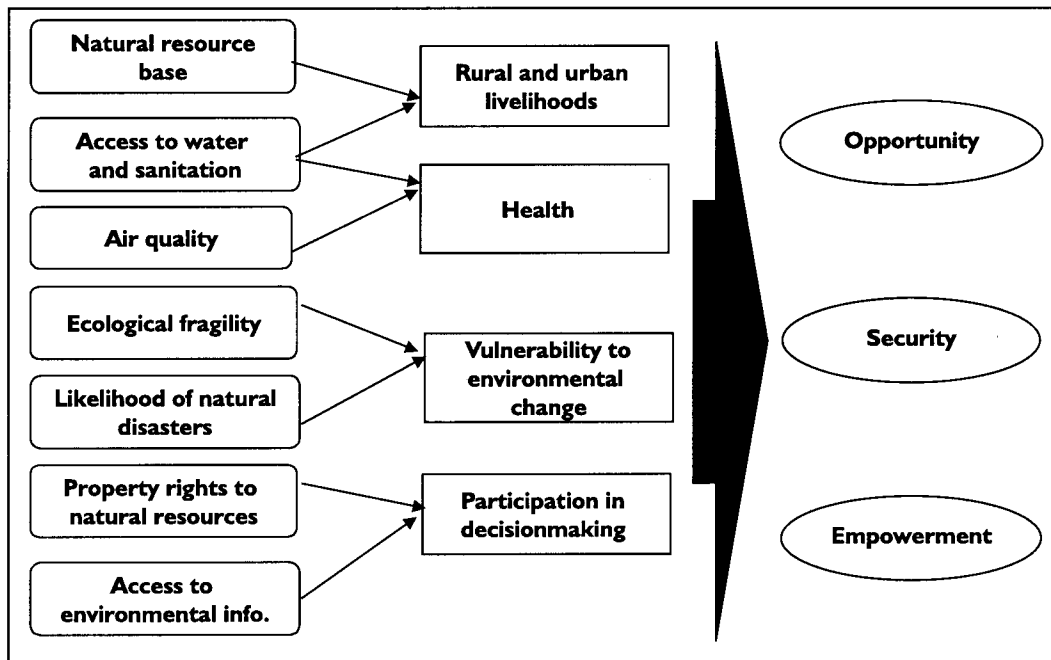 Natural resource
base
Access to water
and sanitation
Air quality
Ecological fragility
Likelihood of natural
disasters
Property rights to
natural resources
Access to
environmental info.
Rural and urban
livelihoods
Health
Vulnerability to
environmental
change
Participation in
decisionmaking
Opportunity
Security
Empowerment